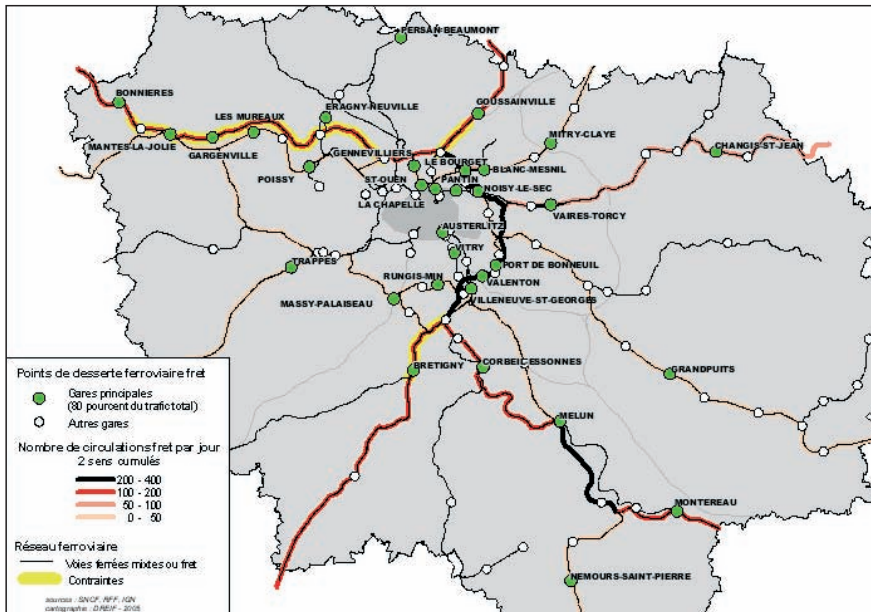 PERSAN-BEAUMONT
BONNIERES
LES MUREAUX
ERAGNY-NEUVILLE
GOUSSAINVILLE
MITRY-CLAYE
MANTES-LA-JOLIE
GARGENVILLE
GENNEVILLIERS
LE BOURGET
BLANC-MESNIL
CHANGIS-ST-JEAN
POISSY
ST-OUEN
PANTIN
NOISY-LE-SEC
LA CHAPELLE
VAIRES-TORCY
AUSTERLITZ
VITRY
TRAPPES
RUNGIS-MIN
PORT DE BONNEUIL
VALENTON
MASSY-PALAISEAU
VILLENEUVE-ST-GEORGES
BRETIGNY
CORBEIL-ESSONNES
GRANDPUITS
MELUN
MONTEREAU
NEMOURS-SAINT-PIERRE
Points de desserte ferroviaire fret
Gares principales
(80 pourcent du trafic total)
Autres gares
Nombre de circulations fret par jour
2 sens cumulés
200 - 400
100 - 200
50 - 100
0 - 50
Réseau ferroviaire
Voies ferrées mixtes ou fret
Contraintes
sources : SNCF, RFF, IGN
cartographie : DREIF - 2005